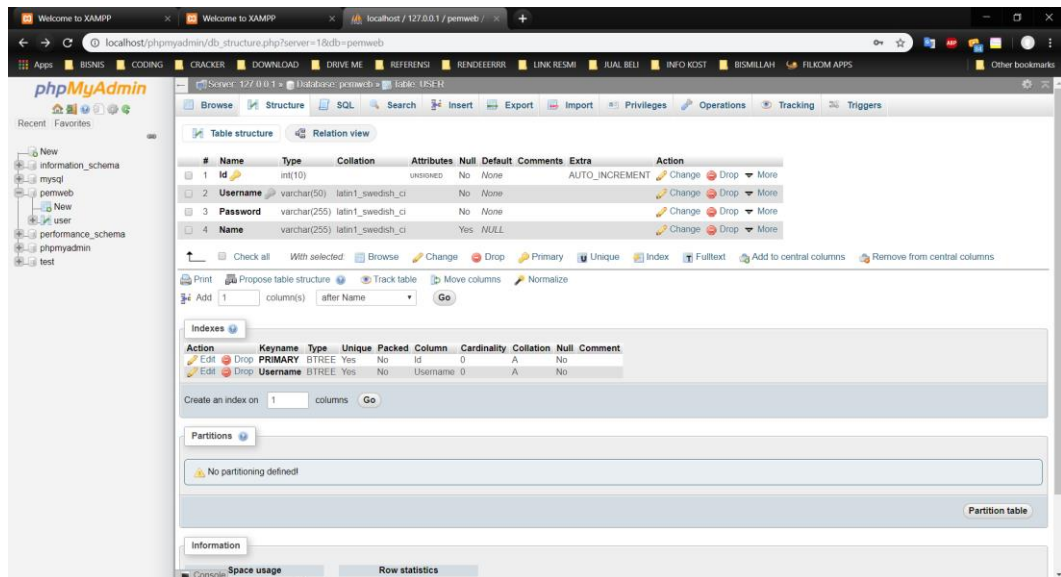 Welcome to XAMPP
Welcome to XAMPP
localhost / 127.0.0.1 / pemweb /
localhost/phpmyadmin/db_structure.php?server=1&db=pemweb
Apps BISNIS CODING CRACKER DOWNLOAD DRIVE ME REFERENSI RENDEEERRR LINK RESMI JUAL BELI INFO KOST BISMILLAH FILKOM APPS Other bookmarks
phpMyAdmin
Recent Favorites
New
information_schema
mysql
pemweb
New
user
performance_schema
phpmyadmin
test
Server: 127.0.0.1 » Database: pemweb » Table: USER
Browse Structure SQL Search Insert Export Import Privileges Operations Tracking Triggers
Table structure Relation view
# Name Type Collation Attributes Null Default Comments Extra Action
1 Id int(10) UNSIGNED No None AUTO_INCREMENT Change Drop More
2 Username varchar(50) latin1_swedish_ci No None Change Drop More
3 Password varchar(255) latin1_swedish_ci No None Change Drop More
4 Name varchar(255) latin1_swedish_ci Yes NULL Change Drop More
Check all With selected: Browse Change Drop Primary Unique Index Fulltext Add to central columns Remove from central columns
Print Propose table structure Track table Move columns Normalize
Add 1 column(s) after Name Go
Indexes
Action Keyname Type Unique Packed Column Cardinality Collation Null Comment
Edit Drop PRIMARY BTREE Yes No Id 0 A No
Edit Drop Username BTREE Yes No Username 0 A No
Create an index on 1 columns Go
Partitions
No partitioning defined!
Partition table
Information
Console
Space usage Row statistics